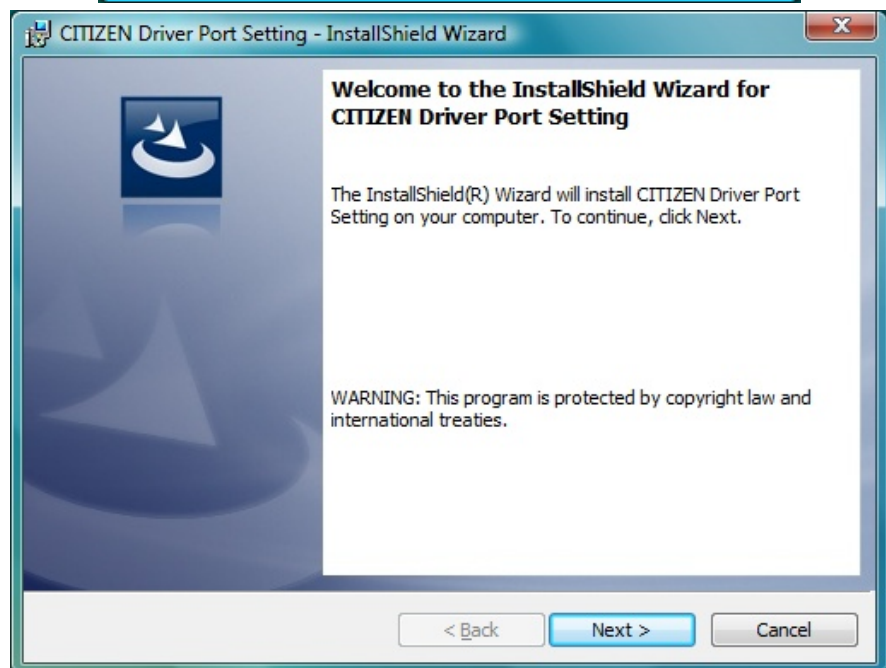 CITIZEN Driver Port Setting - InstallShield Wizard
Welcome to the InstallShield Wizard for
CITIZEN Driver Port Setting
The InstallShield(R) Wizard will install CITIZEN Driver Port
Setting on your computer. To continue, click Next.
WARNING: This program is protected by copyright law and
international treaties.
< Back
Next >
Cancel